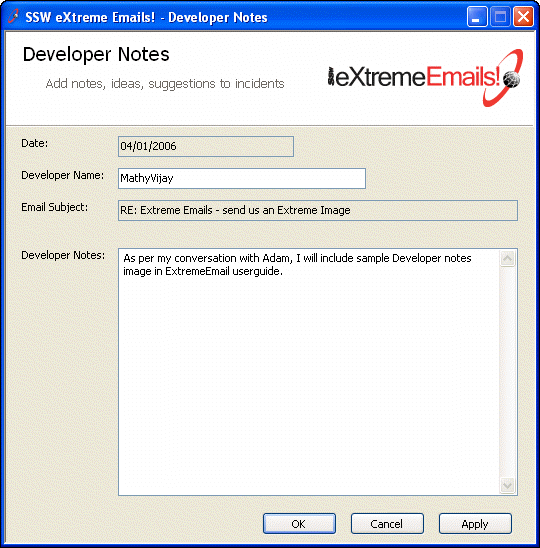 SSW eXtreme Emails! - Developer Notes
Developer Notes
Add notes, ideas, suggestions to incidents
SSW eXtremeEmails!
Date:
04/01/2006
Developer Name:
MathyVijay
Email Subject:
RE: Extreme Emails - send us an Extreme Image
Developer Notes:
As per my conversation with Adam, I will include sample Developer notes
image in ExtremeEmail userguide.
OK
Cancel
Apply